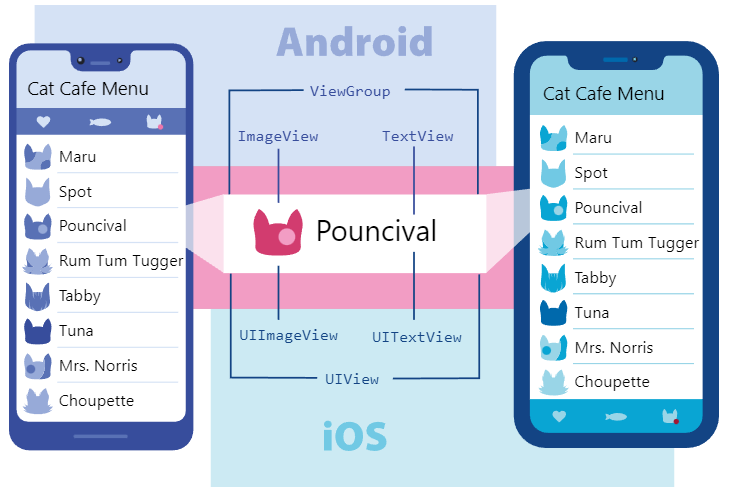 Android
Cat Cafe Menu
Maru
Spot
Pouncival
Rum Tum Tugger
Tabby
Tuna
Mrs. Norris
Choupette
ViewGroup
ImageView
TextView
Pouncival
UIImageView
UITextView
UIView
iOS
Cat Cafe Menu
Maru
Spot
Pouncival
Rum Tum Tugger
Tabby
Tuna
Mrs. Norris
Choupette